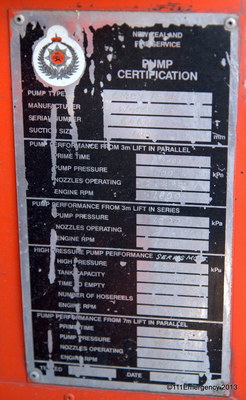 NEW ZEALAND
FIRE SERVICE
PUMP
CERTIFICATION
PUMP TYPE
MANUFACTURER
SERIAL NUMBER
SUCTION SIZE mm
PUMP PERFORMANCE FROM 3m LIFT IN PARALLEL
PRIME TIME
PUMP PRESSURE kPa
NOZZLES OPERATING
ENGINE RPM
PUMP PERFORMANCE FROM 3m LIFT IN SERIES
PUMP PRESSURE kPa
NOZZLES OPERATING
ENGINE RPM
HIGH PRESSURE PUMP PERFORMANCE
HIGH PRESSURE kPa
TANK CAPACITY
TIME TO EMPTY
NUMBER OF HOSEREELS
ENGINE RPM
PUMP PERFORMANCE FROM 7m LIFT IN PARALLEL
PRIME TIME
PUMP PRESSURE kPa
NOZZLES OPERATING
ENGINE RPM
TESTED DATE
©111Emergency 2013